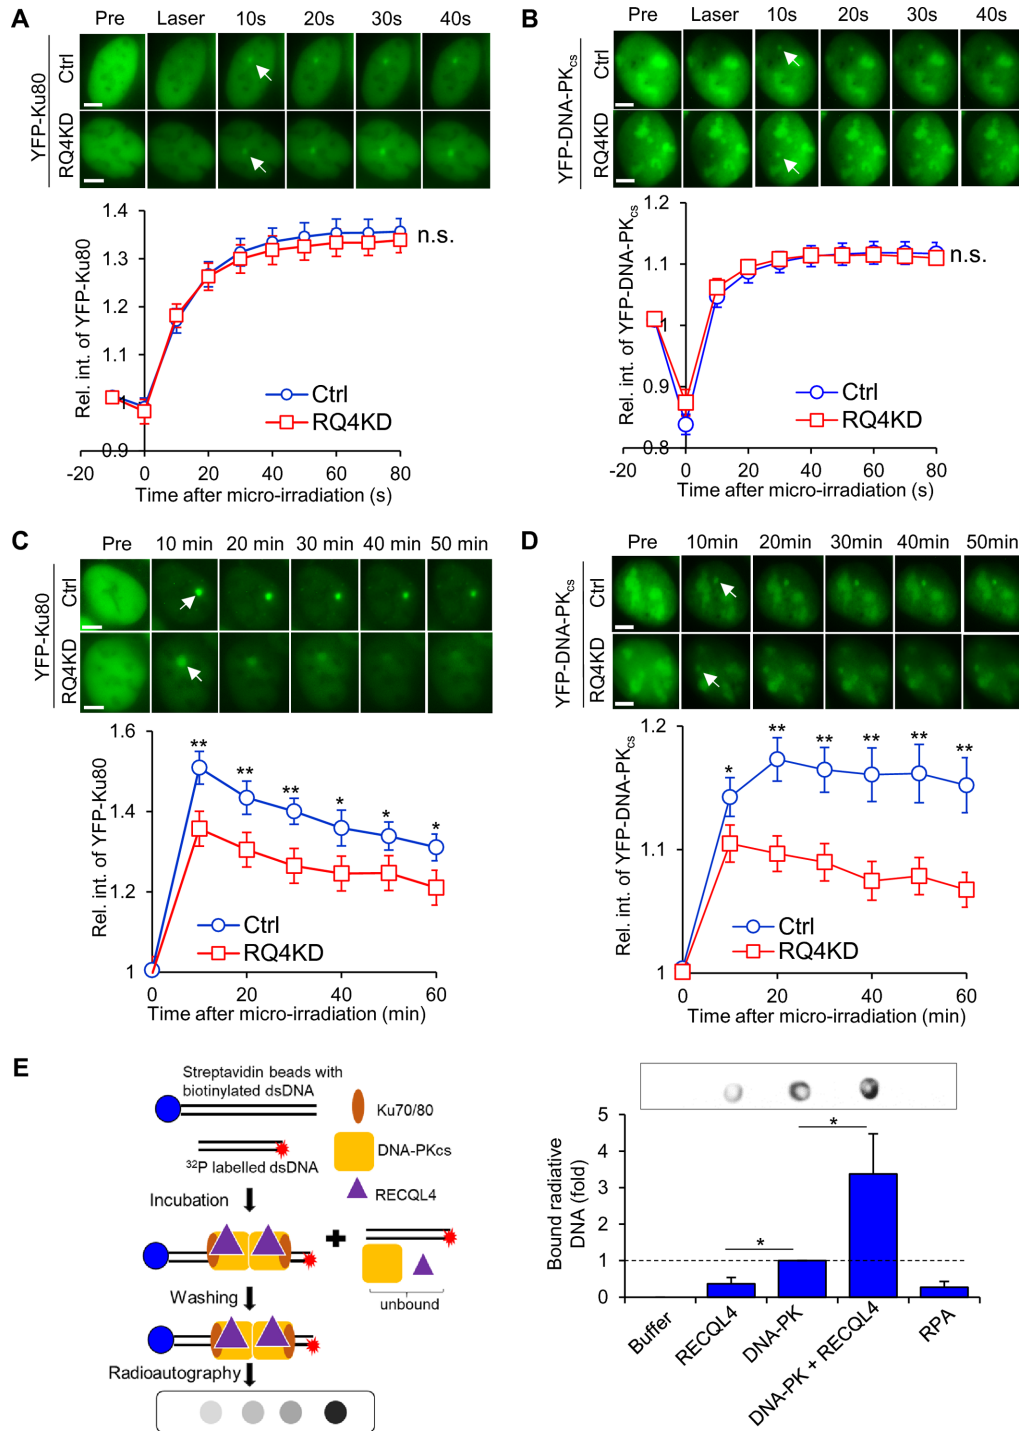 A
Pre Laser 10s 20s 30s 40s
YFP-Ku80
Ctrl
RQ4KD
1.4
1.3
1.2
1.1
1
0.9
Rel. int. of YFP-Ku80
n.s.
Ctrl
RQ4KD
-20 0 20 40 60 80
Time after micro-irradiation (s)
B
Pre Laser 10s 20s 30s 40s
YFP-DNA-PKcs
Ctrl
RQ4KD
1.2
1.1
1
0.9
0.8
Rel. int. of YFP-DNA-PKcs
n.s.
Ctrl
RQ4KD
-20 0 20 40 60 80
Time after micro-irradiation (s)
C
Pre 10 min 20 min 30 min 40 min 50 min
YFP-Ku80
Ctrl
RQ4KD
1.6
1.4
1.2
1
Rel. int. of YFP-Ku80
** ** ** * * *
Ctrl
RQ4KD
0 20 40 60
Time after micro-irradiation (min)
D
Pre 10min 20min 30min 40min 50min
YFP-DNA-PKcs
Ctrl
RQ4KD
1.2
1.1
1
Rel. int. of YFP-DNA-PKcs
* ** ** ** ** **
Ctrl
RQ4KD
0 20 40 60
Time after micro-irradiation (min)
E
Streptavidin beads with
biotinylated dsDNA
Ku70/80
32P labelled dsDNA
DNA-PKcs
RECQL4
Incubation
unbound
Washing
Radioautography
5
4
3
2
1
0
Bound radiative
DNA (fold)
*
*
Buffer
RECQL4
DNA-PK
DNA-PK + RECQL4
RPA